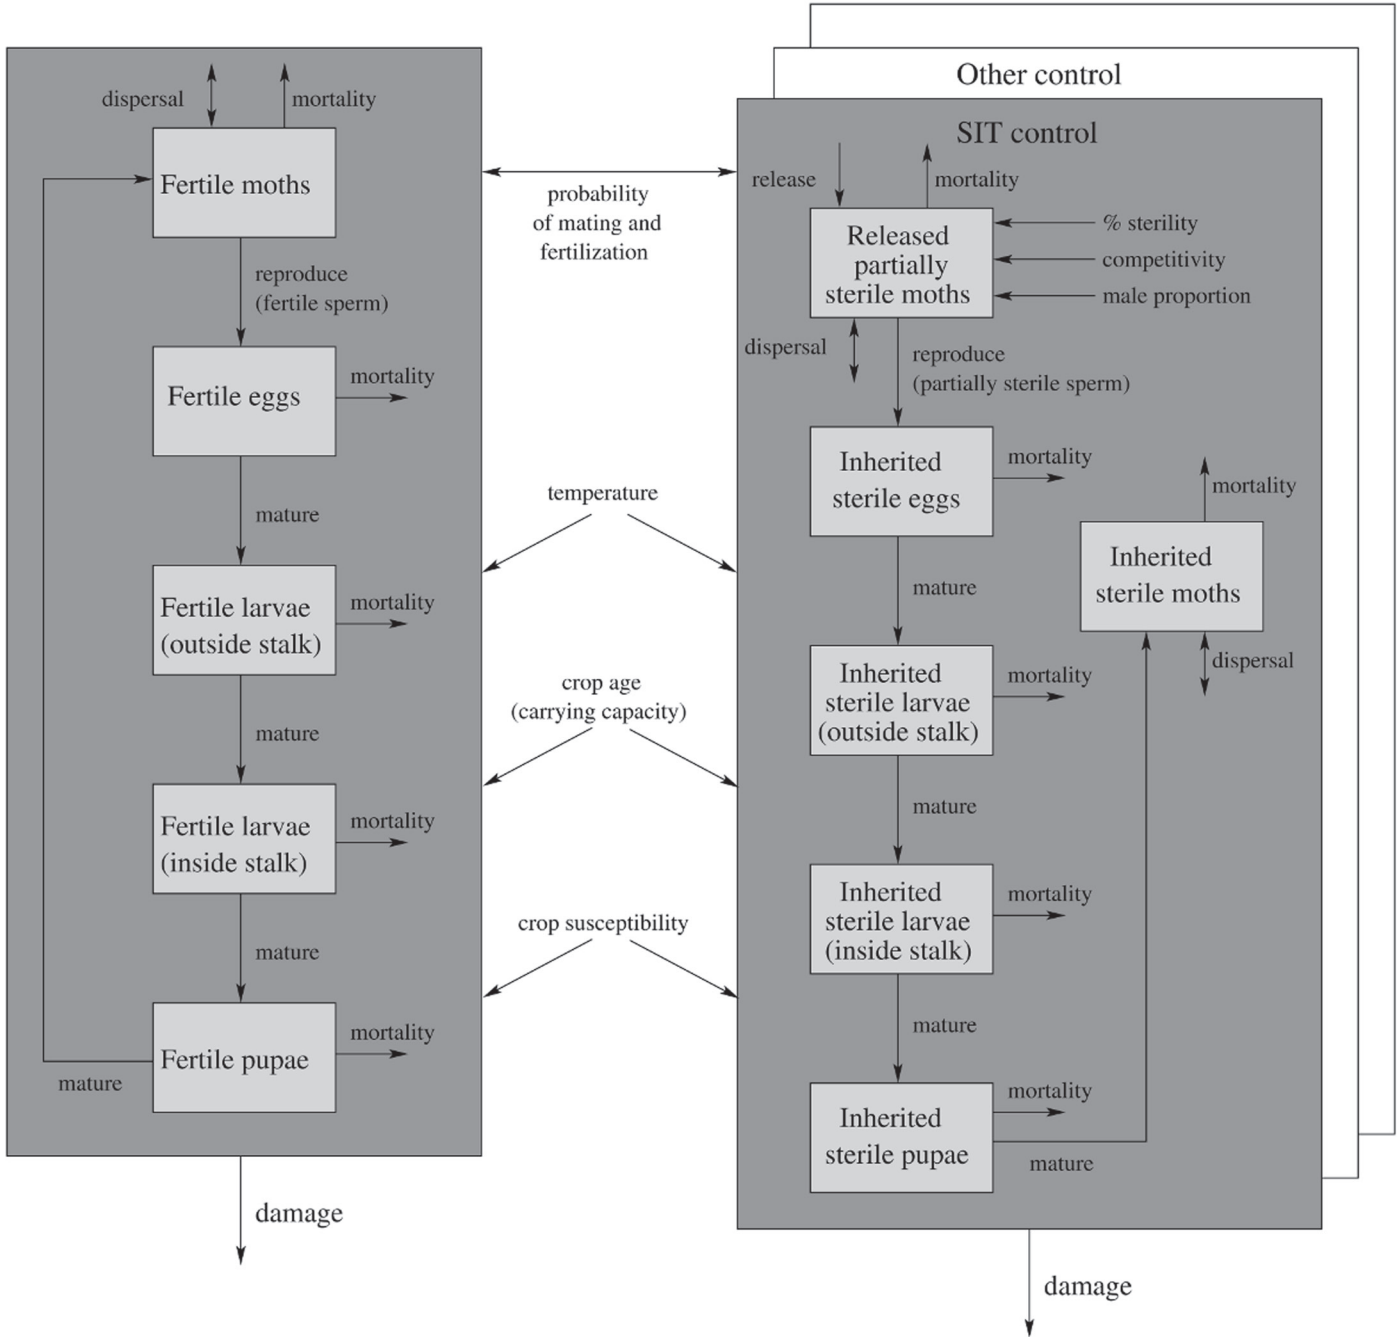 dispersal
mortality
Fertile moths
reproduce
(fertile sperm)
Fertile eggs
mortality
mature
Fertile larvae
(outside stalk)
mortality
mature
Fertile larvae
(inside stalk)
mortality
mature
Fertile pupae
mortality
mature
damage
probability
of mating and
fertilization
temperature
crop age
(carrying capacity)
crop susceptibility
Other control
SIT control
release
mortality
Released
partially
sterile moths
% sterility
competitivity
male proportion
dispersal
reproduce
(partially sterile sperm)
Inherited
sterile eggs
mortality
mature
Inherited
sterile larvae
(outside stalk)
mortality
mature
Inherited
sterile larvae
(inside stalk)
mortality
mature
Inherited
sterile pupae
mortality
mature
mortality
Inherited
sterile moths
dispersal
damage